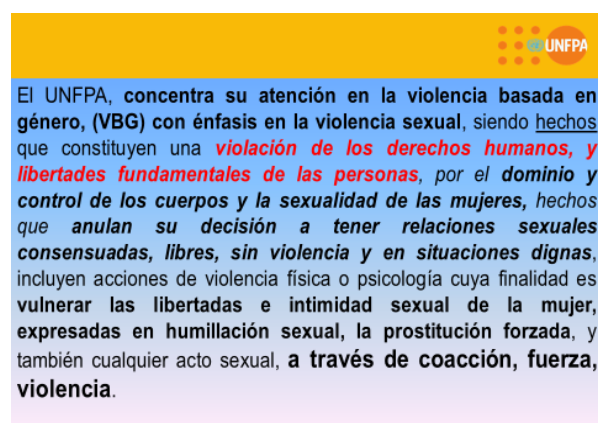 UNFPA
El UNFPA, concentra su atención en la violencia basada en
género, (VBG) con énfasis en la violencia sexual, siendo hechos
que constituyen una violación de los derechos humanos, y
libertades fundamentales de las personas, por el dominio y
control de los cuerpos y la sexualidad de las mujeres, hechos
que anulan su decisión a tener relaciones sexuales
consensuadas, libres, sin violencia y en situaciones dignas,
incluyen acciones de violencia física o psicología cuya finalidad es
vulnerar las libertadas e intimidad sexual de la mujer,
expresadas en humillación sexual, la prostitución forzada, y
también cualquier acto sexual, a través de coacción, fuerza,
violencia.